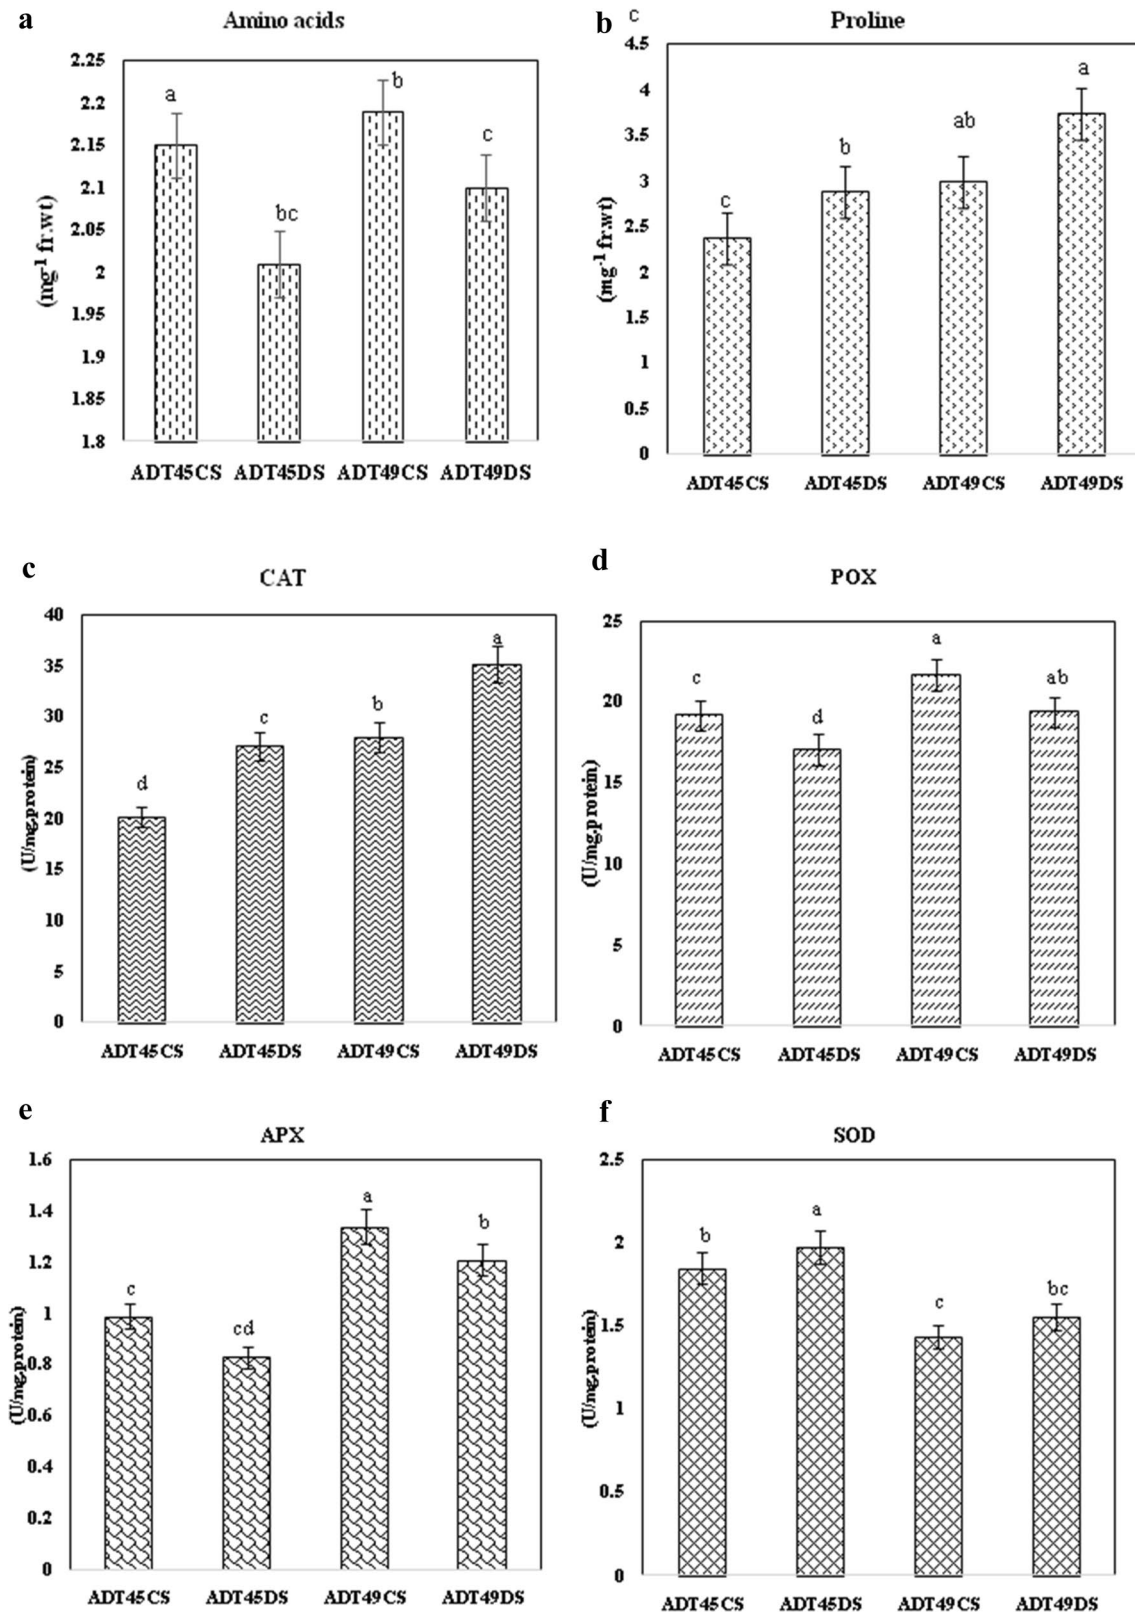 a
Amino acids
(mg-1 fr.wt)
2.25
2.2
2.15
2.1
2.05
2
1.95
1.9
1.85
1.8
a
bc
b
c
ADT45CS ADT45DS ADT49CS ADT49DS
b
c
Proline
(mg-1 fr.wt)
4.5
4
3.5
3
2.5
2
1.5
1
0.5
0
c
b
ab
a
ADT45CS ADT45DS ADT49CS ADT49DS
c
CAT
(U/mg.protein)
40
35
30
25
20
15
10
5
0
d
c
b
a
ADT45CS ADT45DS ADT49CS ADT49DS
d
POX
(U/mg.protein)
25
20
15
10
5
0
c
d
a
ab
ADT45CS ADT45DS ADT49CS ADT49DS
e
APX
(U/mg.protein)
1.6
1.4
1.2
1
0.8
0.6
0.4
0.2
0
c
cd
a
b
ADT45CS ADT45DS ADT49CS ADT49DS
f
SOD
(U/mg.protein)
2.5
2
1.5
1
0.5
0
b
a
c
bc
ADT45CS ADT45DS ADT49CS ADT49DS